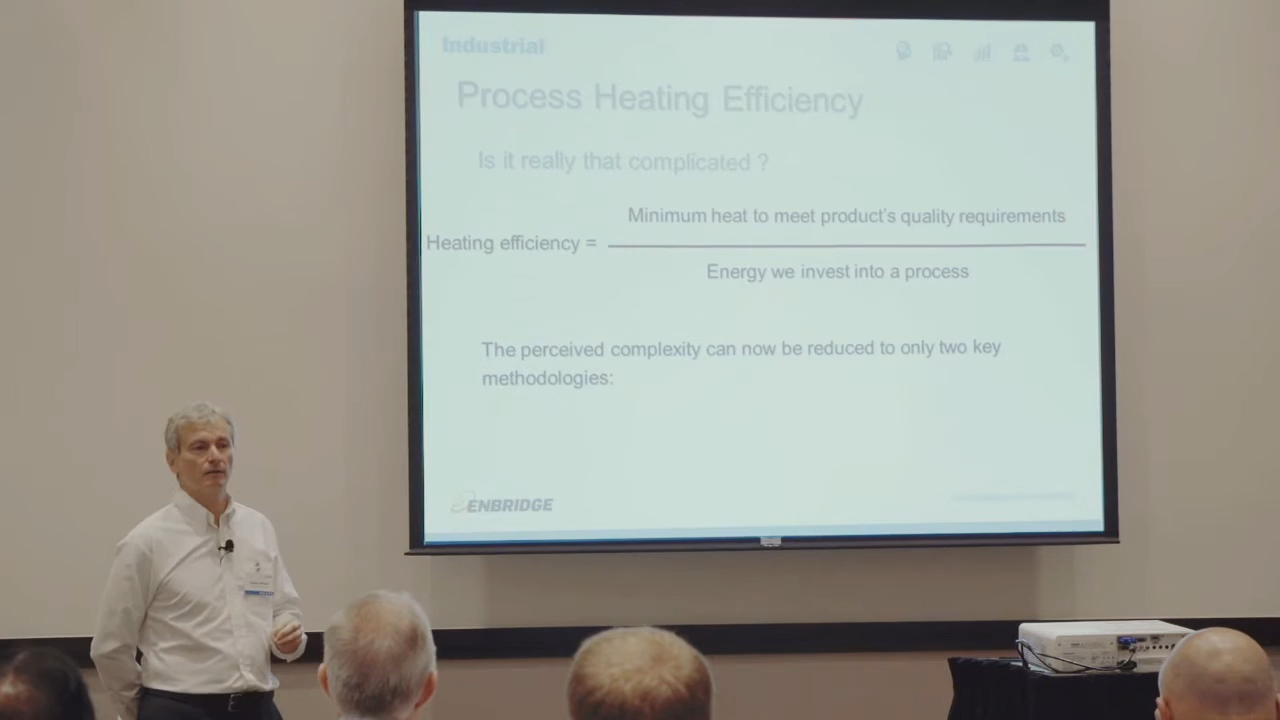 Industrial
Process Heating Efficiency
Is it really that complicated ?
Minimum heat to meet product's quality requirements
Heating efficiency =
Energy we invest into a process
The perceived complexity can now be reduced to only two key
methodologies:
ENBRIDGE